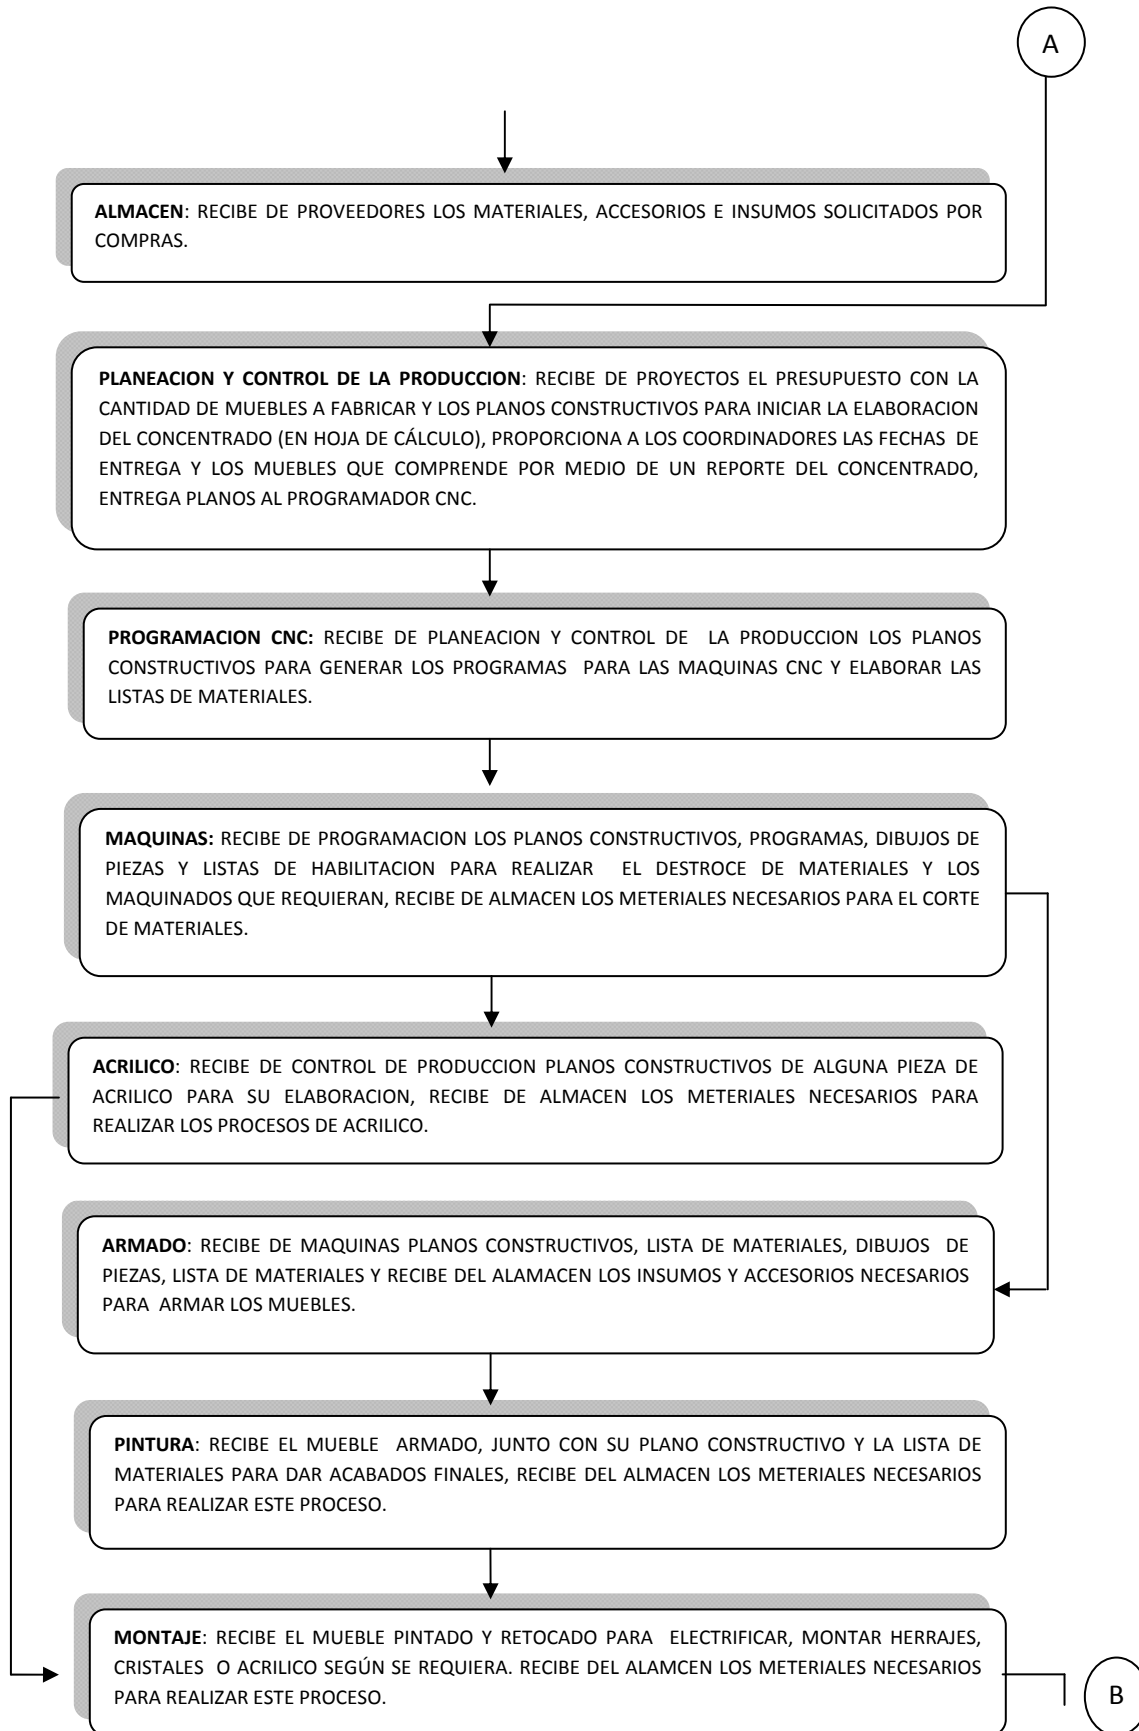 A
ALMACEN: RECIBE DE PROVEEDORES LOS MATERIALES, ACCESORIOS E INSUMOS SOLICITADOS POR
COMPRAS.
PLANEACION Y CONTROL DE LA PRODUCCION: RECIBE DE PROYECTOS EL PRESUPUESTO CON LA
CANTIDAD DE MUEBLES A FABRICAR Y LOS PLANOS CONSTRUCTIVOS PARA INICIAR LA ELABORACION
DEL CONCENTRADO (EN HOJA DE CÁLCULO), PROPORCIONA A LOS COORDINADORES LAS FECHAS DE
ENTREGA Y LOS MUEBLES QUE COMPRENDE POR MEDIO DE UN REPORTE DEL CONCENTRADO,
ENTREGA PLANOS AL PROGRAMADOR CNC.
PROGRAMACION CNC: RECIBE DE PLANEACION Y CONTROL DE LA PRODUCCION LOS PLANOS
CONSTRUCTIVOS PARA GENERAR LOS PROGRAMAS PARA LAS MAQUINAS CNC Y ELABORAR LAS
LISTAS DE MATERIALES.
MAQUINAS: RECIBE DE PROGRAMACION LOS PLANOS CONSTRUCTIVOS, PROGRAMAS, DIBUJOS DE
PIEZAS Y LISTAS DE HABILITACION PARA REALIZAR EL DESTROCE DE MATERIALES Y LOS
MAQUINADOS QUE REQUIERAN, RECIBE DE ALMACEN LOS METERIALES NECESARIOS PARA EL CORTE
DE MATERIALES.
ACRILICO: RECIBE DE CONTROL DE PRODUCCION PLANOS CONSTRUCTIVOS DE ALGUNA PIEZA DE
ACRILICO PARA SU ELABORACION, RECIBE DE ALMACEN LOS METERIALES NECESARIOS PARA
REALIZAR LOS PROCESOS DE ACRILICO.
ARMADO: RECIBE DE MAQUINAS PLANOS CONSTRUCTIVOS, LISTA DE MATERIALES, DIBUJOS DE
PIEZAS, LISTA DE MATERIALES Y RECIBE DEL ALAMACEN LOS INSUMOS Y ACCESORIOS NECESARIOS
PARA ARMAR LOS MUEBLES.
PINTURA: RECIBE EL MUEBLE ARMADO, JUNTO CON SU PLANO CONSTRUCTIVO Y LA LISTA DE
MATERIALES PARA DAR ACABADOS FINALES, RECIBE DEL ALMACEN LOS METERIALES NECESARIOS
PARA REALIZAR ESTE PROCESO.
MONTAJE: RECIBE EL MUEBLE PINTADO Y RETOCADO PARA ELECTRIFICAR, MONTAR HERRAJES,
CRISTALES O ACRILICO SEGÚN SE REQUIERA. RECIBE DEL ALAMCEN LOS METERIALES NECESARIOS
PARA REALIZAR ESTE PROCESO.
B